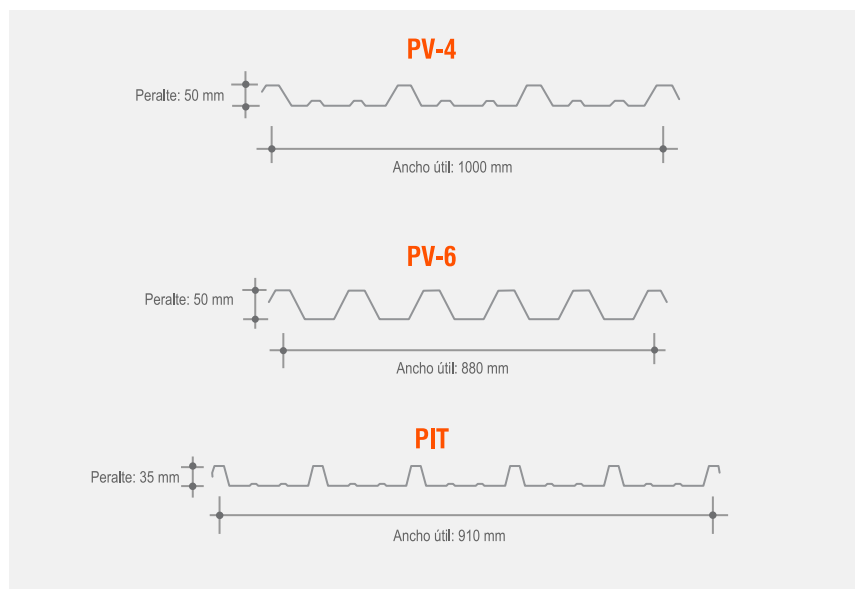 PV-4
Peralte: 50 mm
Ancho útil: 1000 mm
PV-6
Peralte: 50 mm
Ancho útil: 880 mm
PIT
Peralte: 35 mm
Ancho útil: 910 mm